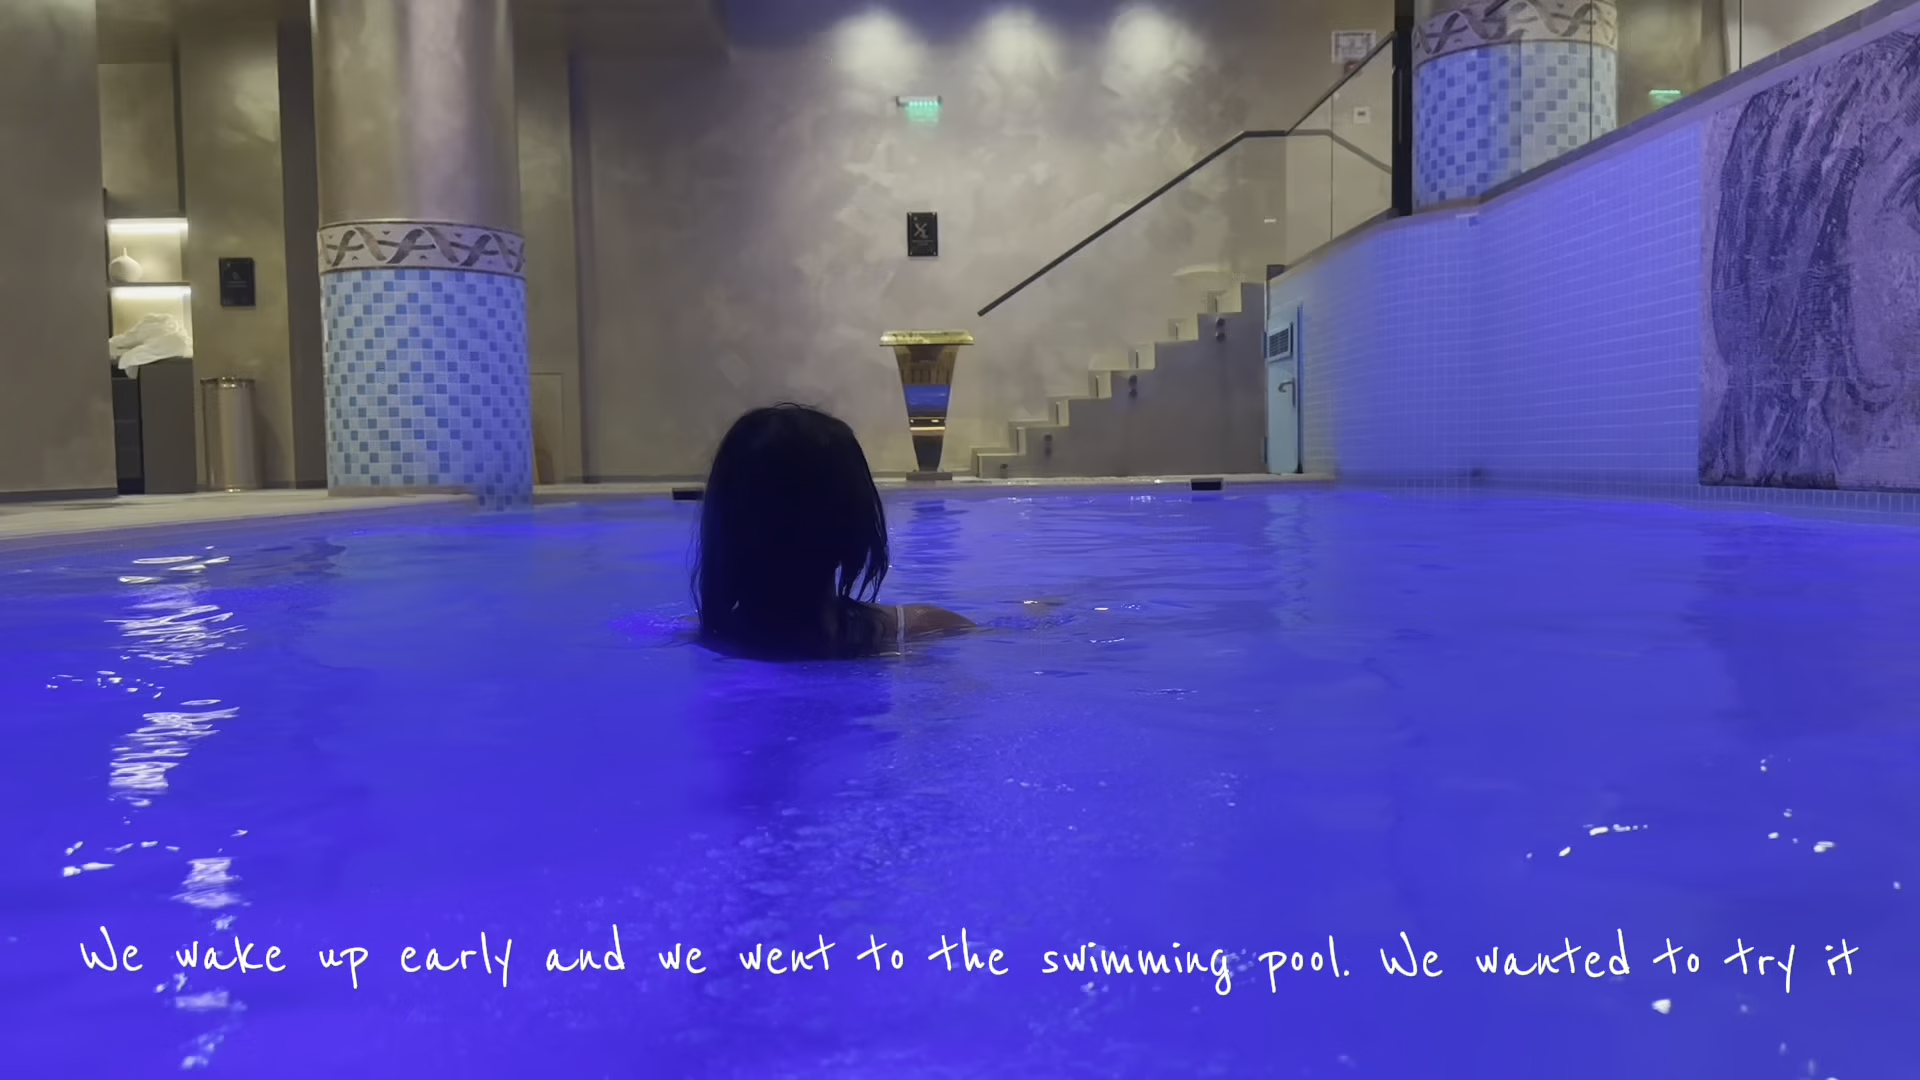 We wake up early and we went to the swimming pool. We wanted to try it